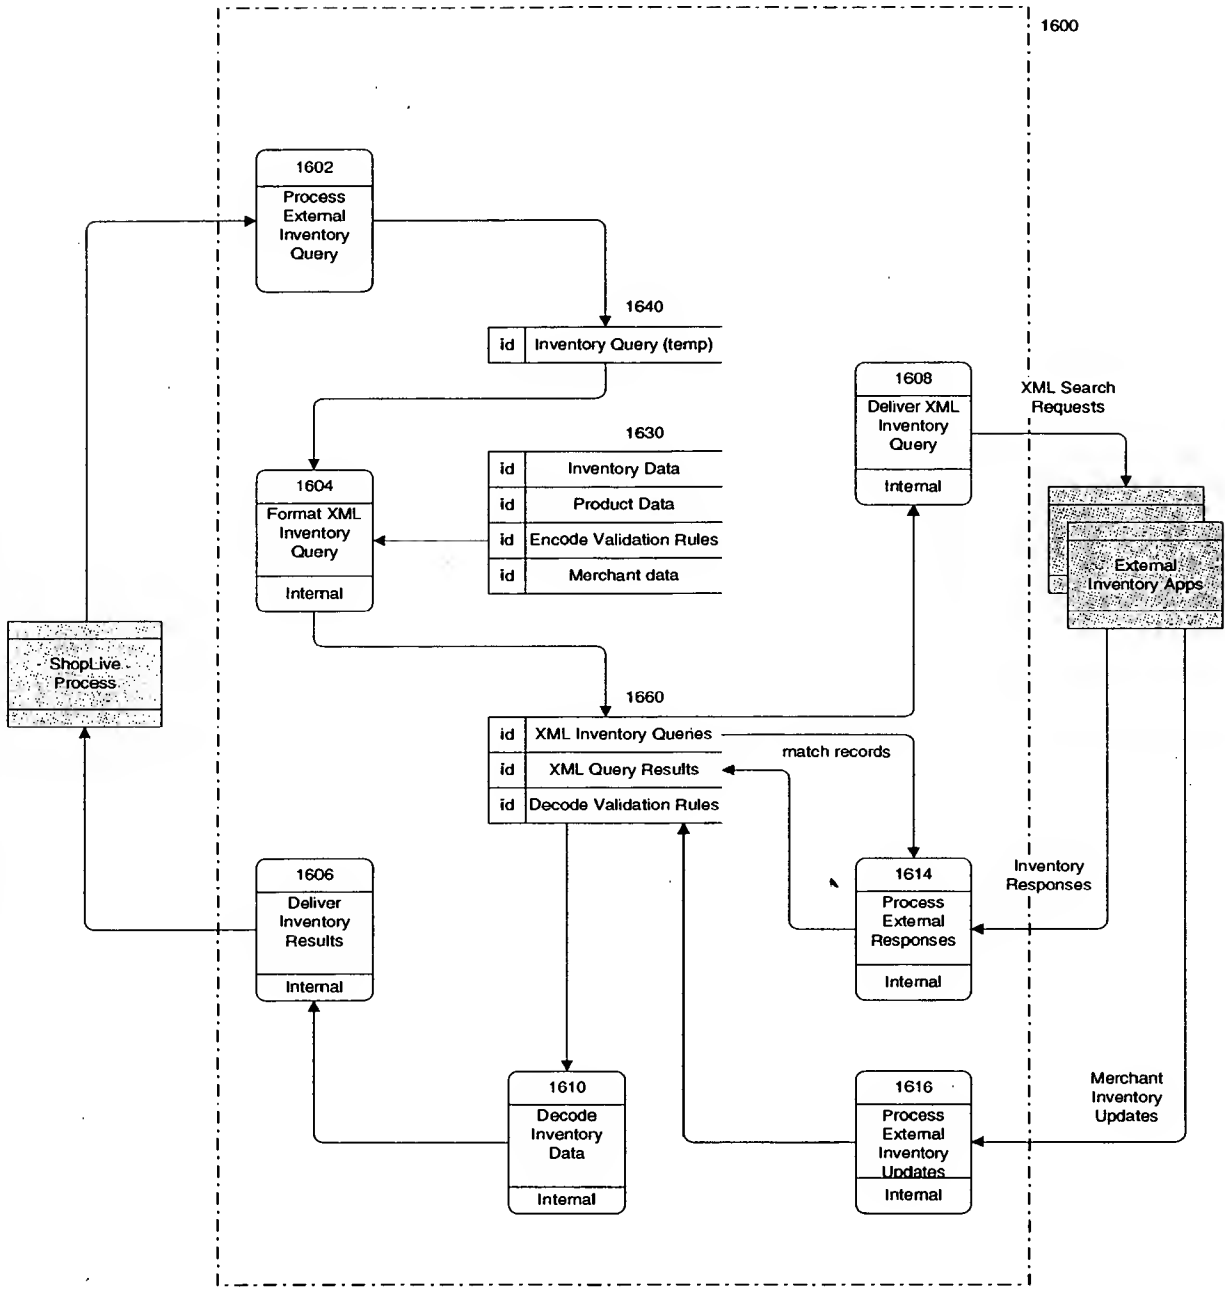 1600
1602
Process
External
Inventory
Query
1640
id Inventory Query (temp)
1608
Deliver XML
Inventory
Query
Internal
XML Search
Requests
1630
id Inventory Data
id Product Data
id Encode Validation Rules
id Merchant data
1604
Format XML
Inventory
Query
Internal
External
Inventory Apps
ShopLive
Process
1660
id XML Inventory Queries
id XML Query Results
id Decode Validation Rules
match records
1606
Deliver
Inventory
Results
Internal
1614
Process
External
Responses
Internal
Inventory
Responses
1610
Decode
Inventory
Data
Internal
1616
Process
External
Inventory
Updates
Internal
Merchant
Inventory
Updates